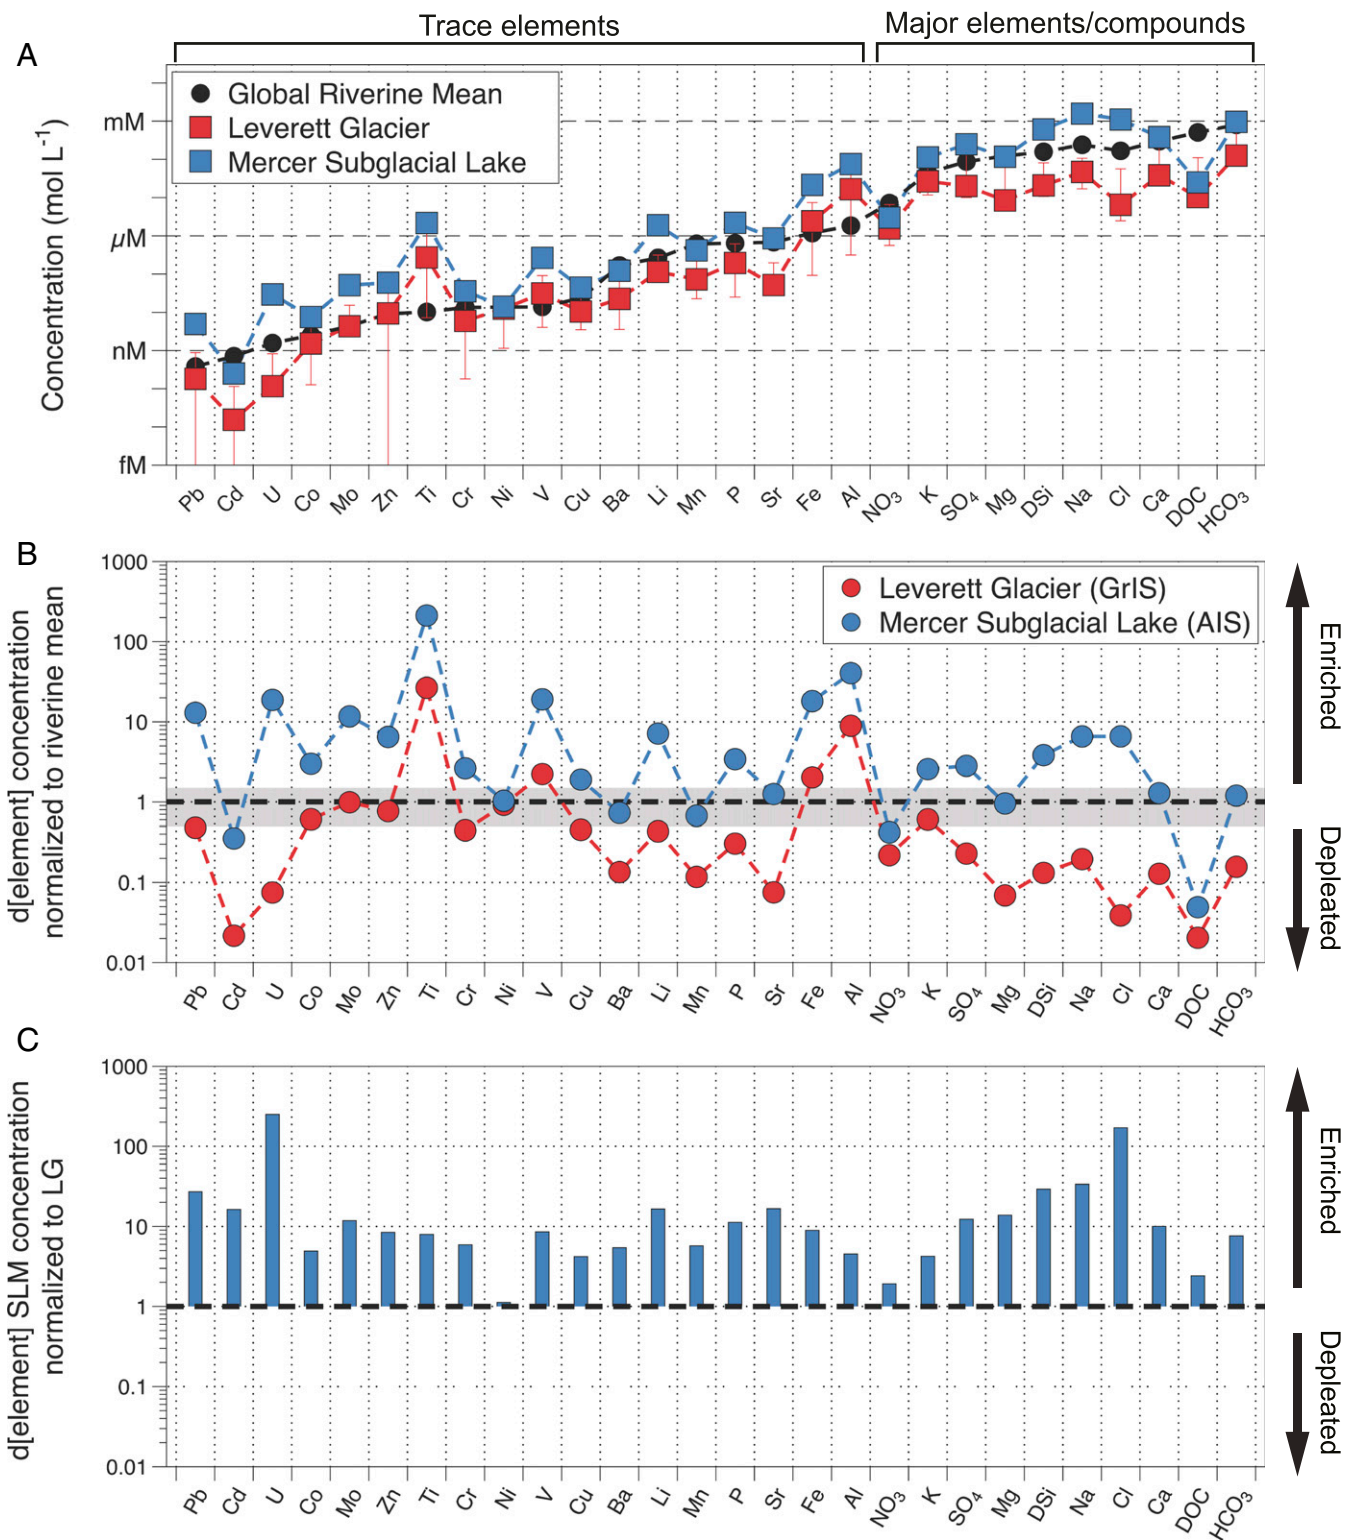 Trace elements
Major elements/compounds
A
Global Riverine Mean
Leverett Glacier
Mercer Subglacial Lake
Concentration (mol L⁻¹)
mM
µM
nM
fM
Pb Cd U Co Mo Zn Ti Cr Ni V Cu Ba Li Mn P Sr Fe Al NO₃ K SO₄ Mg DSi Na Cl Ca DOC HCO₃
B
Leverett Glacier (GrIS)
Mercer Subglacial Lake (AIS)
d[element] concentration
normalized to riverine mean
1000
100
10
1
0.1
0.01
Enriched
Depleated
Pb Cd U Co Mo Zn Ti Cr Ni V Cu Ba Li Mn P Sr Fe Al NO₃ K SO₄ Mg DSi Na Cl Ca DOC HCO₃
C
d[element] SLM concentration
normalized to LG
1000
100
10
1
0.1
0.01
Enriched
Depleated
Pb Cd U Co Mo Zn Ti Cr Ni V Cu Ba Li Mn P Sr Fe Al NO₃ K SO₄ Mg DSi Na Cl Ca DOC HCO₃